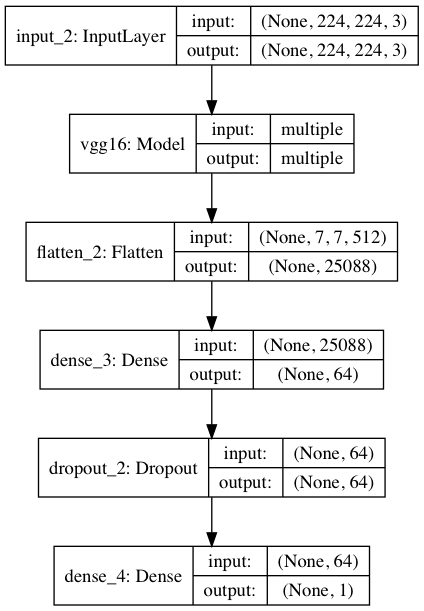 input_2: InputLayer
input: (None, 224, 224, 3)
output: (None, 224, 224, 3)
vgg16: Model
input: multiple
output: multiple
flatten_2: Flatten
input: (None, 7, 7, 512)
output: (None, 25088)
dense_3: Dense
input: (None, 25088)
output: (None, 64)
dropout_2: Dropout
input: (None, 64)
output: (None, 64)
dense_4: Dense
input: (None, 64)
output: (None, 1)